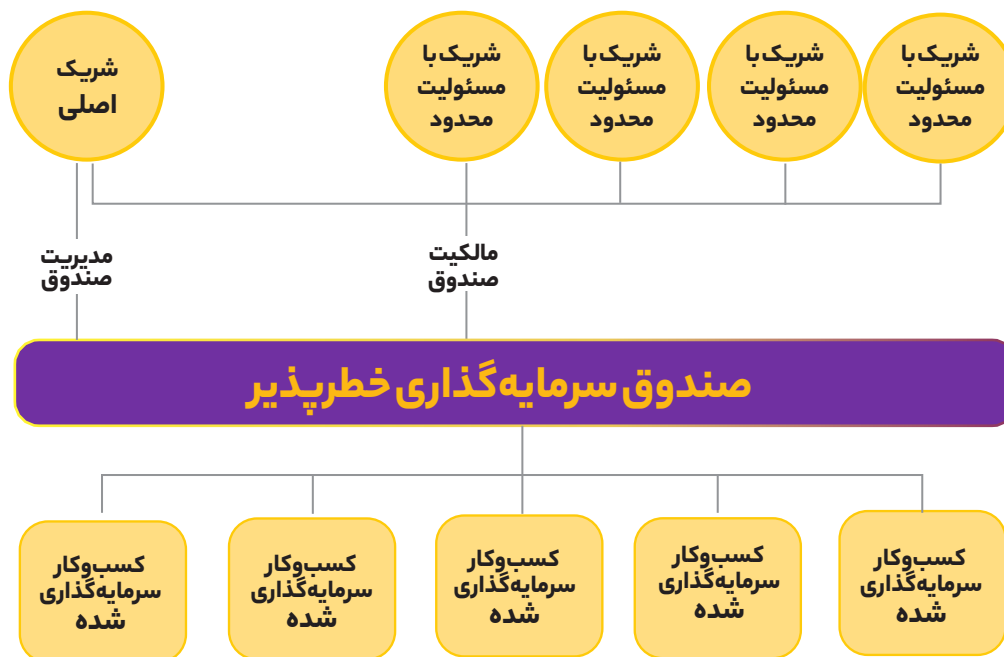 شریک با
مسئولیت
محدود
شریک با
مسئولیت
محدود
شریک با
مسئولیت
محدود
شریک با
مسئولیت
محدود
شریک
اصلی
مالکیت
صندوق
مدیریت
صندوق
صندوق سرمایه‌گذاری خطرپذیر
کسب‌وکار
سرمایه‌گذاری
شده
کسب‌وکار
سرمایه‌گذاری
شده
کسب‌وکار
سرمایه‌گذاری
شده
کسب‌وکار
سرمایه‌گذاری
شده
کسب‌وکار
سرمایه‌گذاری
شده